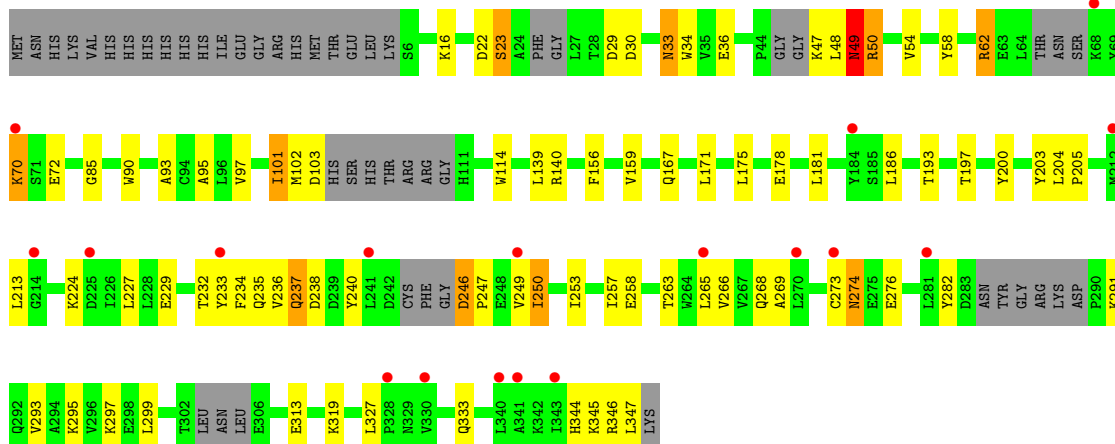 MET ASN HIS LYS VAL HIS HIS HIS HIS HIS HIS ILE GLU GLY ARG HIS MET THR GLU LEU LYS S6 K16 D22 S23 A24 PHE GLY L27 T28 D29 D30 N33 W34 V35 E36 P44 GLY GLY K47 L48 N49 R50 V54 Y58 R62 E63 L64 THR ASN SER K68 Y69
K70 S71 E72 G85 W90 A93 C94 A95 L96 V97 I101 M102 D103 HIS SER HIS THR ARG ARG GLY H111 W114 L139 R140 F156 V159 Q167 L171 L175 E178 L181 Y184 S185 L186 T193 T197 Y200 Y203 L204 P205 M212
L213 G214 K224 D225 I226 L227 L228 E229 T232 Y233 F234 Q235 V236 Q237 D238 D239 Y240 L241 D242 CYS PHE GLY D246 P247 E248 V249 I250 I253 I257 E258 T263 W264 L265 V266 V267 Q268 A269 L270 C273 G274 E275 E276 L281 Y282 D283 ASN TYR GLY ARG LYS ASP P290
Q292 V293 A294 K295 V296 K297 E298 L299 T302 LEU ASN LEU E306 E313 K319 L327 P328 N329 V330 Q333 L340 A341 K342 I343 H344 K345 R346 L347 LYS